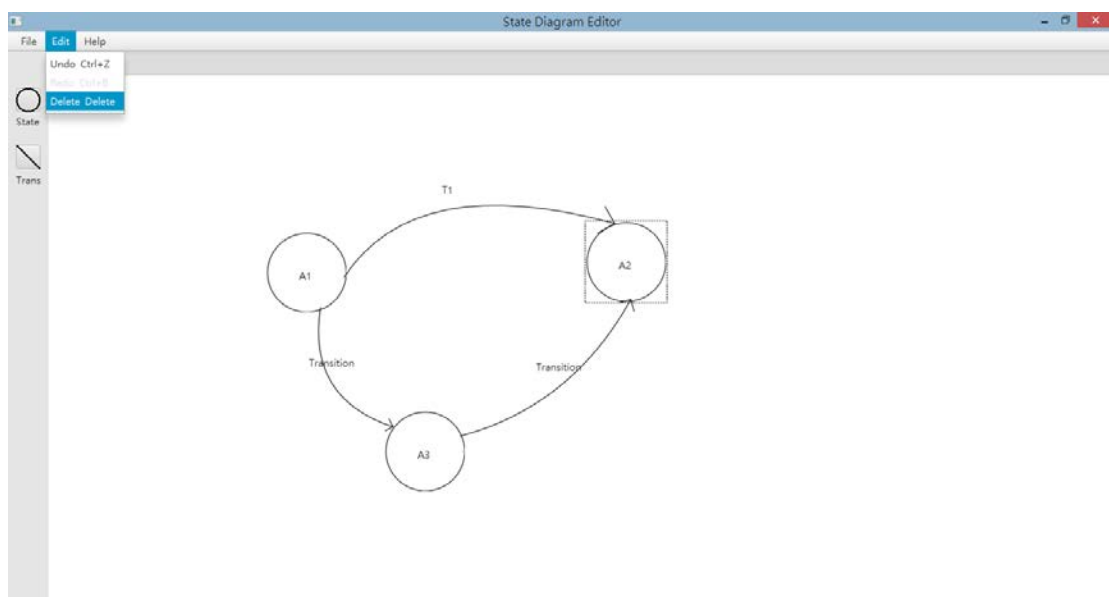 State Diagram Editor
File Edit Help
Undo Ctrl+Z
Delete Delete
State
Trans
T1
A1
A2
Transition
Transition
A3